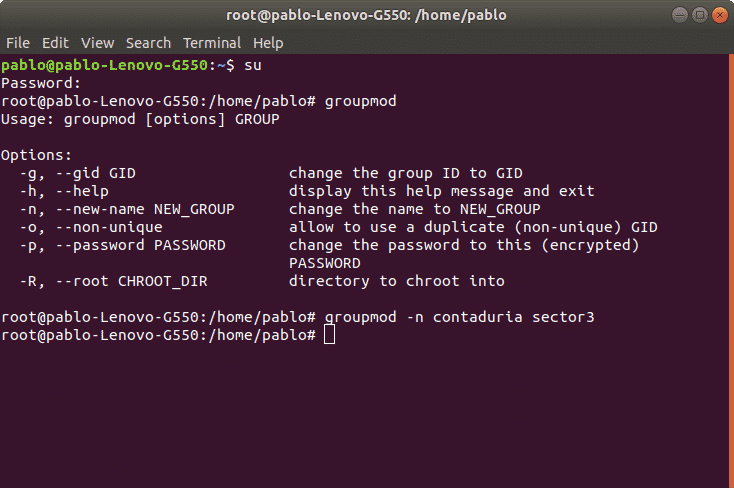 root@pablo-Lenovo-G550: /home/pablo
File Edit View Search Terminal Help
pablo@pablo-Lenovo-G550:~$ su
Password:
root@pablo-Lenovo-G550:/home/pablo# groupmod
Usage: groupmod [options] GROUP

Options:
  -g, --gid GID                 change the group ID to GID
  -h, --help                    display this help message and exit
  -n, --new-name NEW_GROUP      change the name to NEW_GROUP
  -o, --non-unique              allow to use a duplicate (non-unique) GID
  -p, --password PASSWORD       change the password to this (encrypted)
                                PASSWORD
  -R, --root CHROOT_DIR         directory to chroot into

root@pablo-Lenovo-G550:/home/pablo# groupmod -n contaduria sector3
root@pablo-Lenovo-G550:/home/pablo#